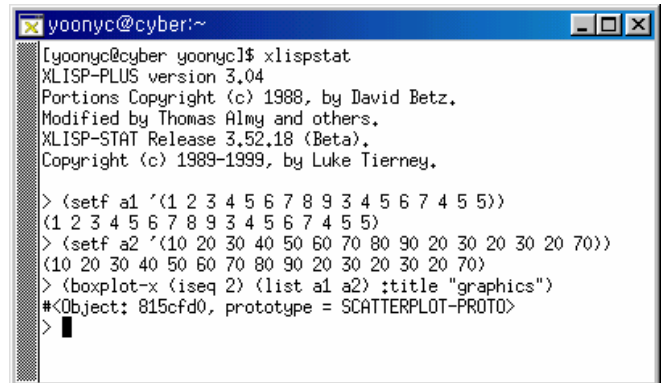 yoonyc@cyber:~
[yoonyc@cyber yoonyc]$ xlispstat
XLISP-PLUS version 3.04
Portions Copyright (c) 1988, by David Betz.
Modified by Thomas Almy and others.
XLISP-STAT Release 3.52.18 (Beta).
Copyright (c) 1989-1999, by Luke Tierney.
> (setf a1 '(1 2 3 4 5 6 7 8 9 3 4 5 6 7 4 5 5))
(1 2 3 4 5 6 7 8 9 3 4 5 6 7 4 5 5)
> (setf a2 '(10 20 30 40 50 60 70 80 90 20 30 20 30 20 70))
(10 20 30 40 50 60 70 80 90 20 30 20 30 20 70)
> (boxplot-x (iseq 2) (list a1 a2) :title "graphics")
#<Object: 815cfd0, prototype = SCATTERPLOT-PROTO>
>